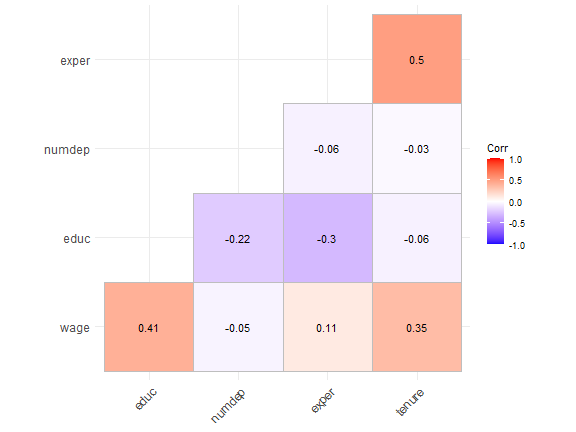 exper 0.5
numdep -0.06 -0.03
educ -0.22 -0.3 -0.06
wage 0.41 -0.05 0.11 0.35
educ numdep exper tenure
Corr
1.0
0.5
0.0
-0.5
-1.0